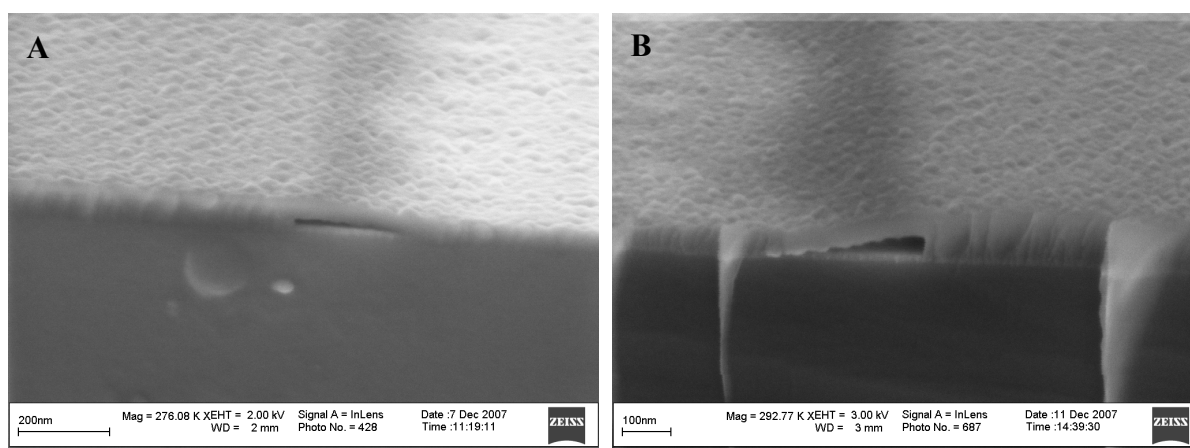 A
200nm
Mag = 276.08 K X EHT = 2.00 kV Signal A = InLens Date :7 Dec 2007
WD = 2 mm Photo No. = 428 Time :11:19:11
ZEISS
B
100nm
Mag = 292.77 K X EHT = 3.00 kV Signal A = InLens Date :11 Dec 2007
WD = 3 mm Photo No. = 687 Time :14:39:30
ZEISS